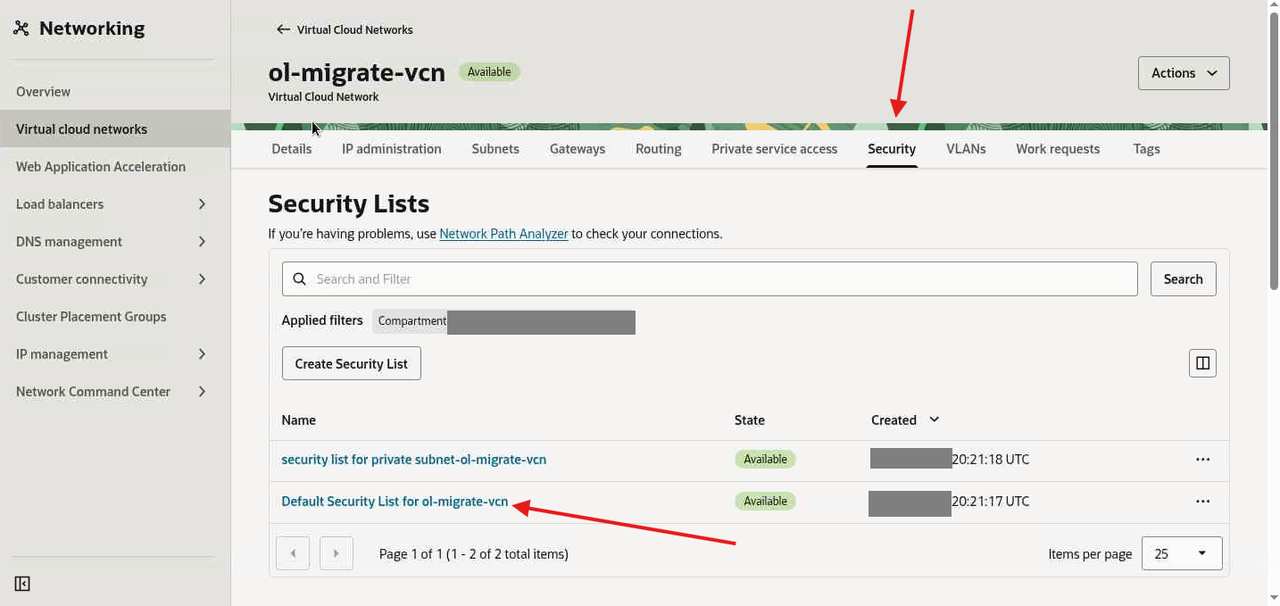 Networking
Overview
Virtual cloud networks
Web Application Acceleration
Load balancers
DNS management
Customer connectivity
Cluster Placement Groups
IP management
Network Command Center
Virtual Cloud Networks
ol-migrate-vcn Available
Virtual Cloud Network
Actions
Details IP administration Subnets Gateways Routing Private service access Security VLANs Work requests Tags
Security Lists
If you're having problems, use Network Path Analyzer to check your connections.
Search and Filter Search
Applied filters Compartment
Create Security List
Name State Created
security list for private subnet-ol-migrate-vcn Available 20:21:18 UTC
Default Security List for ol-migrate-vcn Available 20:21:17 UTC
Page 1 of 1 (1 - 2 of 2 total items) Items per page 25